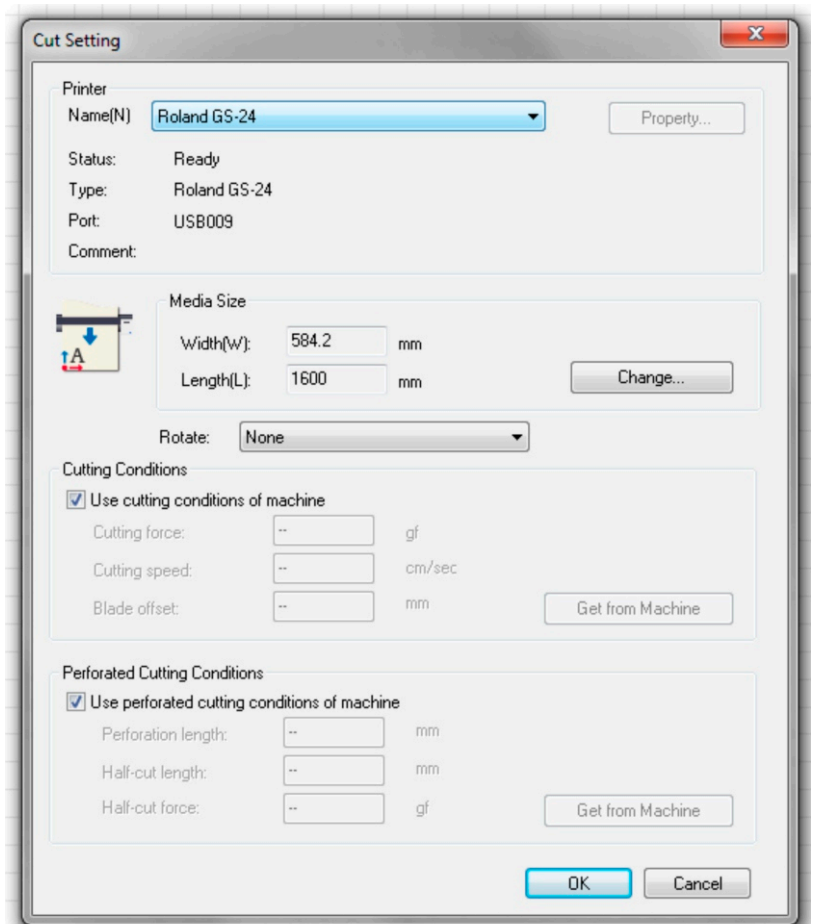 Cut Setting
Printer
Name(N) Roland GS-24 Property...
Status: Ready
Type: Roland GS-24
Port: USB009
Comment:
Media Size
Width(W): 584.2 mm
Length(L): 1600 mm Change...
A
Rotate: None
Cutting Conditions
Use cutting conditions of machine
Cutting force: -- gf
Cutting speed: -- cm/sec
Blade offset: -- mm Get from Machine
Perforated Cutting Conditions
Use perforated cutting conditions of machine
Perforation length: -- mm
Half-cut length: -- mm
Half-cut force: -- gf Get from Machine
OK Cancel